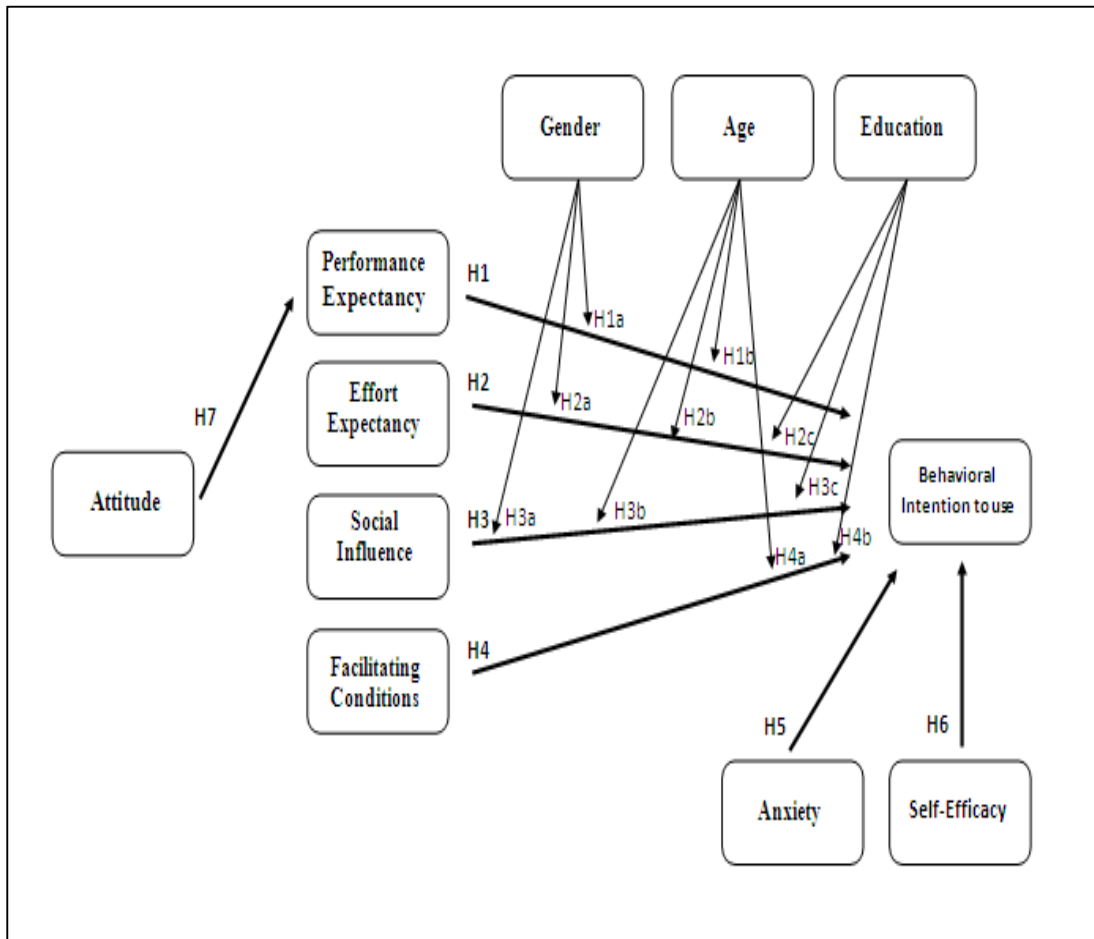 Gender
Age
Education
Performance
Expectancy
H1
H1a
H1b
Effort
Expectancy
H2
H2a
H2b
H2c
H7
Attitude
Behavioral
Intention to use
Social
Influence
H3
H3a
H3b
H3c
H4a
H4b
Facilitating
Conditions
H4
H5
H6
Anxiety
Self-Efficacy